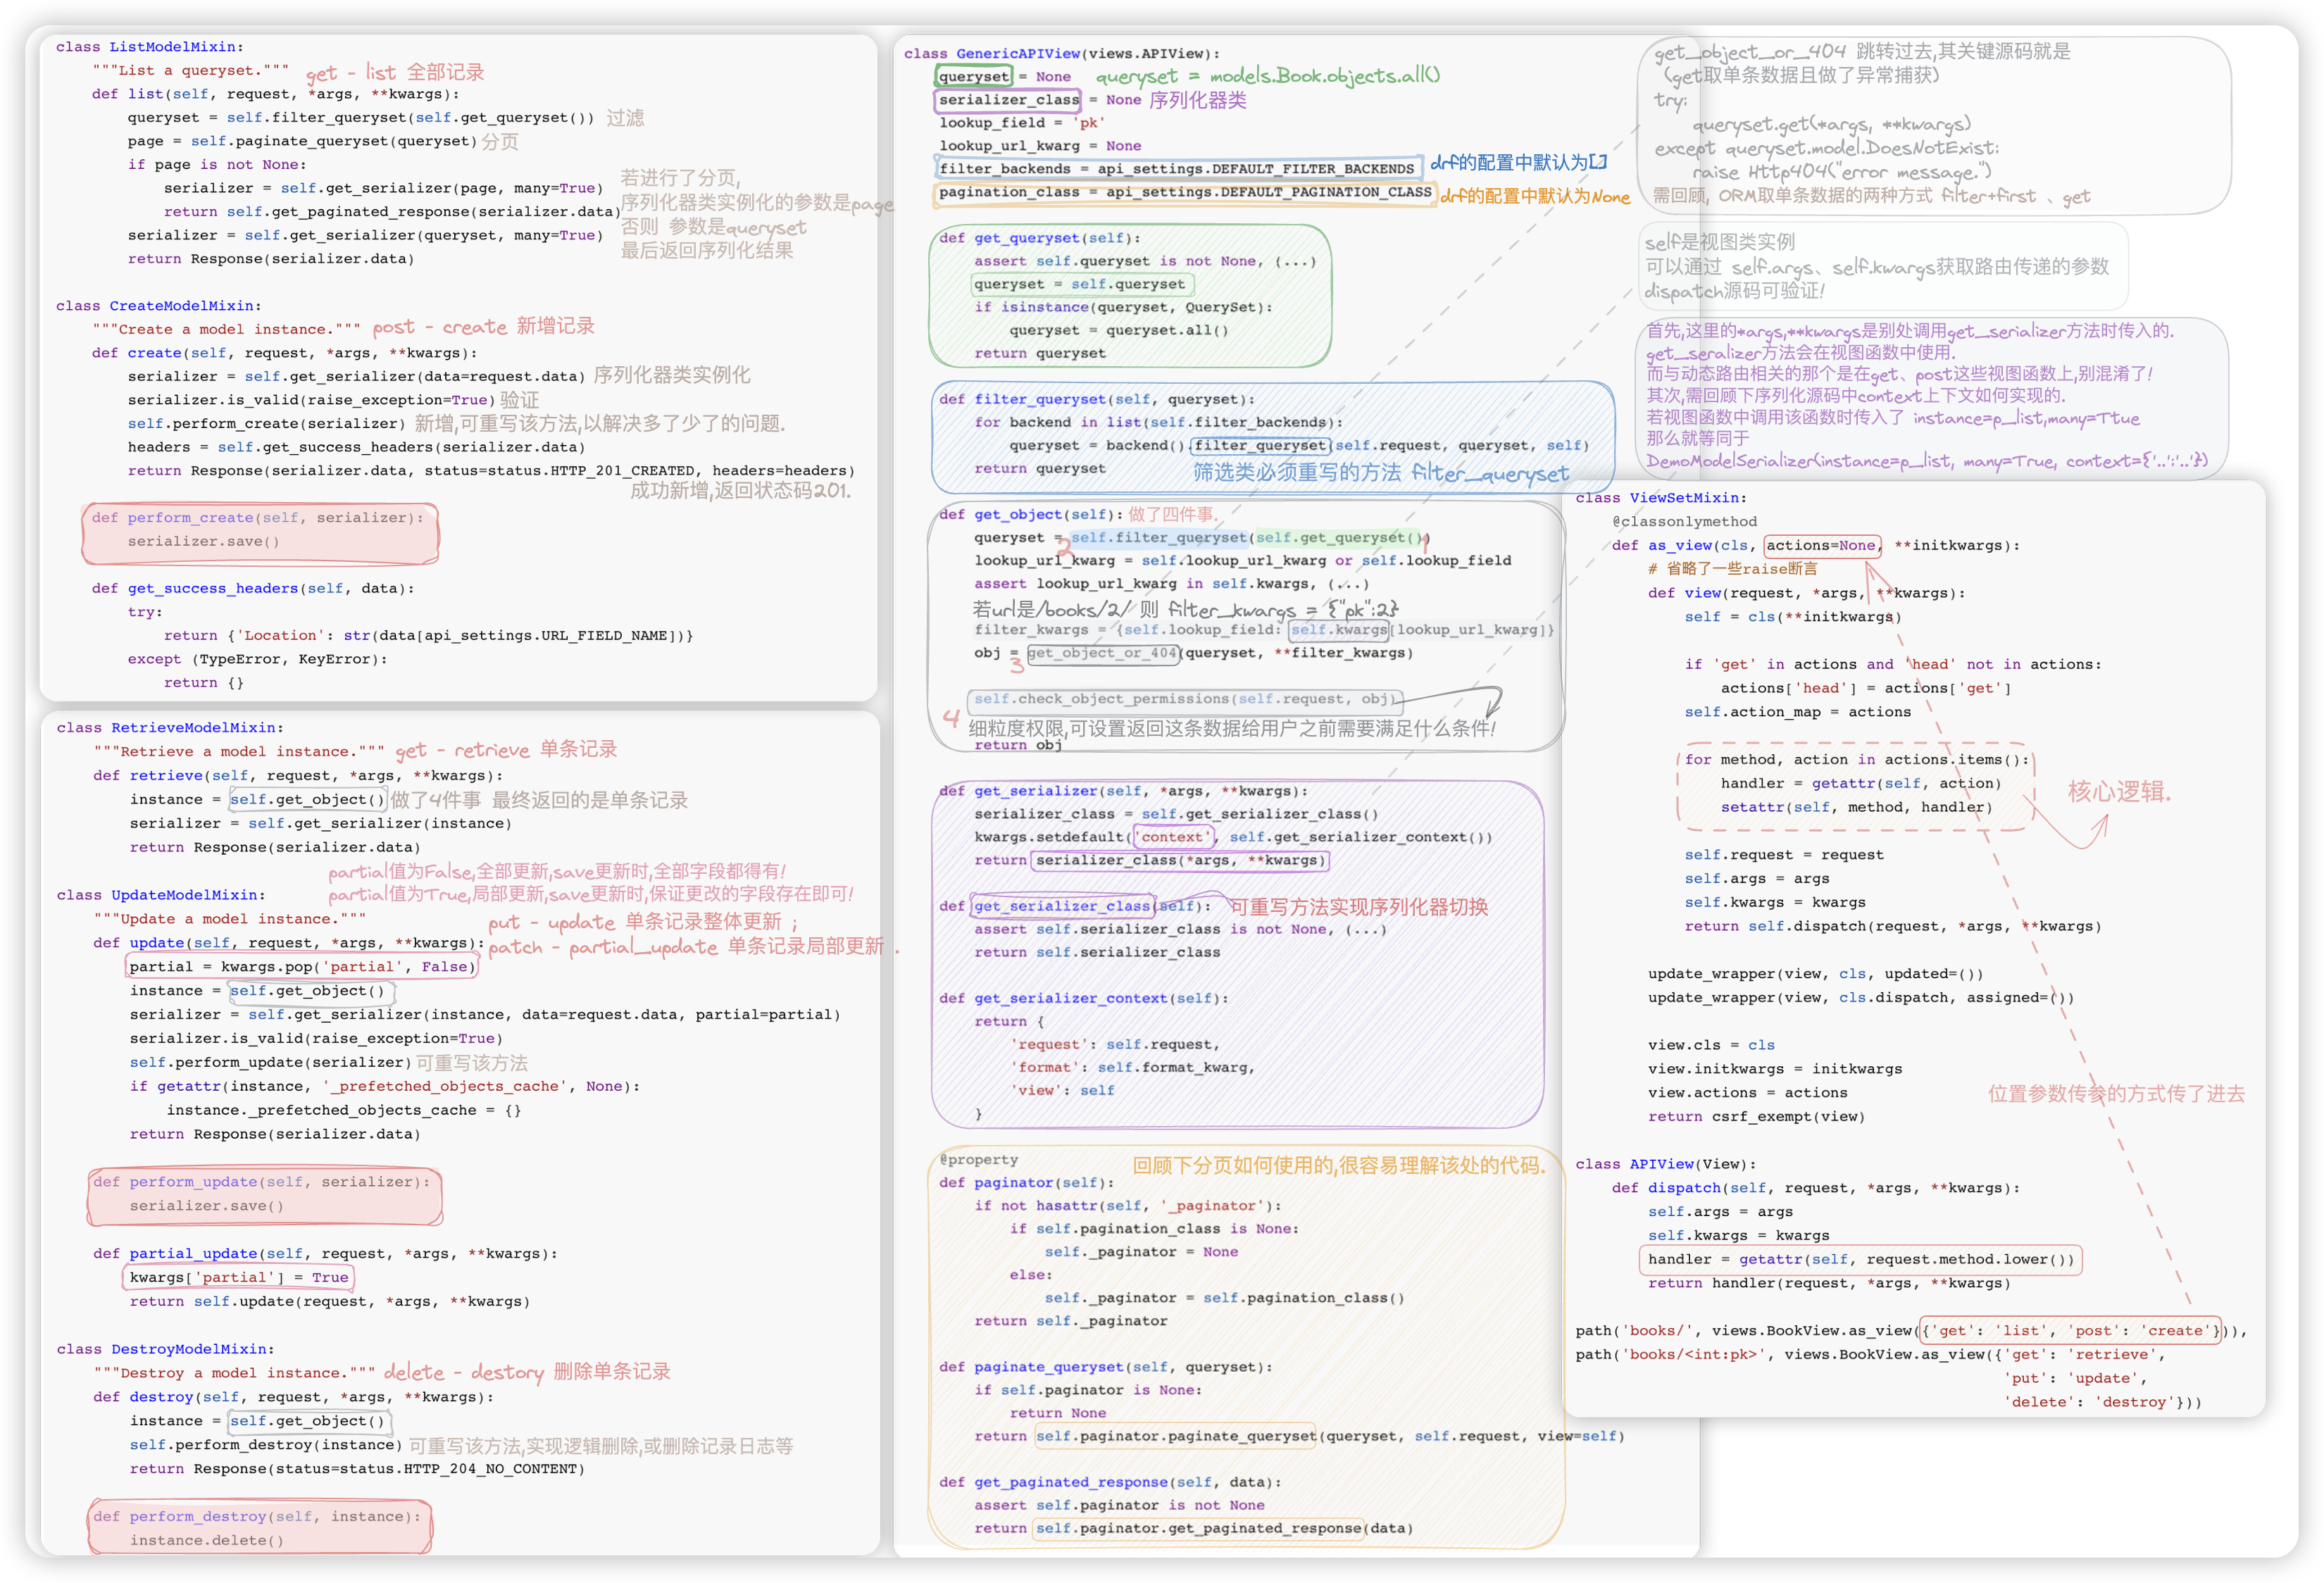 class ListModelMixin:
"""List a queryset.""" get - list 全部记录
def list(self, request, *args, **kwargs):
queryset = self.filter_queryset(self.get_queryset()) 过滤
page = self.paginate_queryset(queryset) 分页
if page is not None:
serializer = self.get_serializer(page, many=True)
return self.get_paginated_response(serializer.data)
serializer = self.get_serializer(queryset, many=True)
return Response(serializer.data)
若进行了分页,
序列化器类实例化的参数是page
否则 参数是queryset
最后返回序列化结果
class CreateModelMixin:
"""Create a model instance.""" post - create 新增记录
def create(self, request, *args, **kwargs):
serializer = self.get_serializer(data=request.data) 序列化器类实例化
serializer.is_valid(raise_exception=True) 验证
self.perform_create(serializer) 新增,可重写该方法,以解决多了少了的问题.
headers = self.get_success_headers(serializer.data)
return Response(serializer.data, status=status.HTTP_201_CREATED, headers=headers)
成功新增,返回状态码201.
def perform_create(self, serializer):
serializer.save()
def get_success_headers(self, data):
try:
return {'Location': str(data[api_settings.URL_FIELD_NAME])}
except (TypeError, KeyError):
return {}
class RetrieveModelMixin:
"""Retrieve a model instance.""" get - retrieve 单条记录
def retrieve(self, request, *args, **kwargs):
instance = self.get_object() 做了4件事 最终返回的是单条记录
serializer = self.get_serializer(instance)
return Response(serializer.data)
partial值为False,全部更新,save更新时,全部字段都得有!
partial值为True,局部更新,save更新时,保证更改的字段存在即可!
class UpdateModelMixin:
"""Update a model instance.""" put - update 单条记录整体更新 ;
def update(self, request, *args, **kwargs): patch - partial_update 单条记录局部更新 .
partial = kwargs.pop('partial', False)
instance = self.get_object()
serializer = self.get_serializer(instance, data=request.data, partial=partial)
serializer.is_valid(raise_exception=True)
self.perform_update(serializer) 可重写该方法
if getattr(instance, '_prefetched_objects_cache', None):
instance._prefetched_objects_cache = {}
return Response(serializer.data)
def perform_update(self, serializer):
serializer.save()
def partial_update(self, request, *args, **kwargs):
kwargs['partial'] = True
return self.update(request, *args, **kwargs)
class DestroyModelMixin:
"""Destroy a model instance.""" delete - destory 删除单条记录
def destroy(self, request, *args, **kwargs):
instance = self.get_object()
self.perform_destroy(instance) 可重写该方法,实现逻辑删除,或删除记录日志等
return Response(status=status.HTTP_204_NO_CONTENT)
def perform_destroy(self, instance):
instance.delete()
class GenericAPIView(views.APIView):
queryset = None queryset = models.Book.objects.all()
serializer_class = None 序列化器类
lookup_field = 'pk'
lookup_url_kwarg = None
filter_backends = api_settings.DEFAULT_FILTER_BACKENDS drf的配置中默认为[]
pagination_class = api_settings.DEFAULT_PAGINATION_CLASS drf的配置中默认为None
def get_queryset(self):
assert self.queryset is not None, (...)
queryset = self.queryset
if isinstance(queryset, QuerySet):
queryset = queryset.all()
return queryset
def filter_queryset(self, queryset):
for backend in list(self.filter_backends):
queryset = backend().filter_queryset(self.request, queryset, self)
return queryset 筛选类必须重写的方法 filter_queryset
def get_object(self): 做了四件事.
queryset = self.filter_queryset(self.get_queryset())
2 1
lookup_url_kwarg = self.lookup_url_kwarg or self.lookup_field
assert lookup_url_kwarg in self.kwargs, (...)
若url是/books/2/ 则 filter_kwargs = {"pk":2}
filter_kwargs = {self.lookup_field: self.kwargs[lookup_url_kwarg]}
obj = get_object_or_404(queryset, **filter_kwargs)
3
self.check_object_permissions(self.request, obj)
4 细粒度权限,可设置返回这条数据给用户之前需要满足什么条件!
return obj
def get_serializer(self, *args, **kwargs):
serializer_class = self.get_serializer_class()
kwargs.setdefault('context', self.get_serializer_context())
return serializer_class(*args, **kwargs)
def get_serializer_class(self): 可重写方法实现序列化器切换
assert self.serializer_class is not None, (...)
return self.serializer_class
def get_serializer_context(self):
return {
'request': self.request,
'format': self.format_kwarg,
'view': self
}
@property 回顾下分页如何使用的,很容易理解该处的代码.
def paginator(self):
if not hasattr(self, '_paginator'):
if self.pagination_class is None:
self._paginator = None
else:
self._paginator = self.pagination_class()
return self._paginator
def paginate_queryset(self, queryset):
if self.paginator is None:
return None
return self.paginator.paginate_queryset(queryset, self.request, view=self)
def get_paginated_response(self, data):
assert self.paginator is not None
return self.paginator.get_paginated_response(data)
get_object_or_404 跳转过去,其关键源码就是
(get取单条数据且做了异常捕获)
try:
queryset.get(*args, **kwargs)
except queryset.model.DoesNotExist:
raise Http404("error message.")
需回顾, ORM取单条数据的两种方式 filter+first 、get
self是视图类实例
可以通过 self.args、self.kwargs获取路由传递的参数
dispatch源码可验证!
首先,这里的*args,**kwargs是别处调用get_serializer方法时传入的.
get_seralizer方法会在视图函数中使用.
而与动态路由相关的那个是在get、post这些视图函数上,别混淆了!
其次,需回顾下序列化源码中context上下文如何实现的.
若视图函数中调用该函数时传入了 instance=p_list,many=Ttue
那么就等同于
DemoModelSerializer(instance=p_list, many=True, context={'..':'..'})
class ViewSetMixin:
@classonlymethod
def as_view(cls, actions=None, **initkwargs):
# 省略了一些raise断言
def view(request, *args, **kwargs):
self = cls(**initkwargs)
if 'get' in actions and 'head' not in actions:
actions['head'] = actions['get']
self.action_map = actions
for method, action in actions.items():
handler = getattr(self, action)
setattr(self, method, handler)
核心逻辑.
self.request = request
self.args = args
self.kwargs = kwargs
return self.dispatch(request, *args, **kwargs)
update_wrapper(view, cls, updated=())
update_wrapper(view, cls.dispatch, assigned=())
view.cls = cls
view.initkwargs = initkwargs
view.actions = actions 位置参数传参的方式传了进去
return csrf_exempt(view)
class APIView(View):
def dispatch(self, request, *args, **kwargs):
self.args = args
self.kwargs = kwargs
handler = getattr(self, request.method.lower())
return handler(request, *args, **kwargs)
path('books/', views.BookView.as_view({'get': 'list', 'post': 'create'})),
path('books/<int:pk>', views.BookView.as_view({'get': 'retrieve',
'put': 'update',
'delete': 'destroy'}))